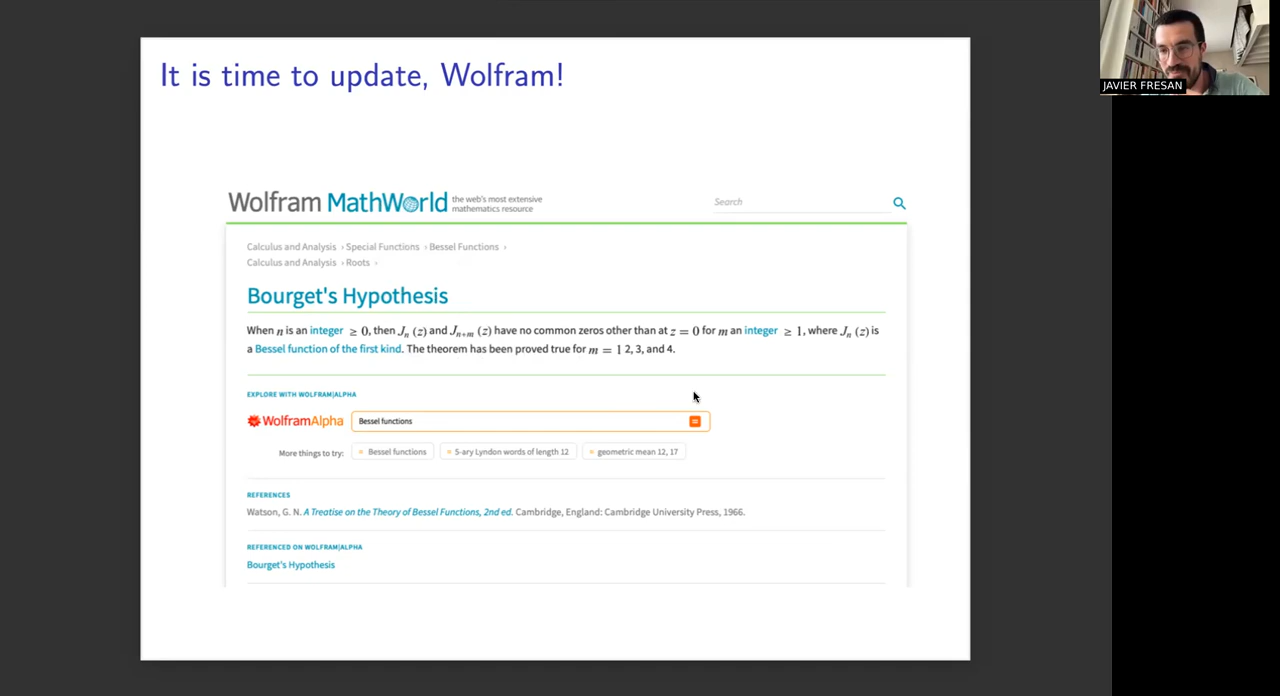 It is time to update, Wolfram!
JAVIER FRESAN
Wolfram MathWorld
the web's most extensive
mathematics resource
Search
Calculus and Analysis › Special Functions › Bessel Functions ›
Calculus and Analysis › Roots ›
Bourget's Hypothesis
When n is an integer ≥ 0, then Jₙ (z) and Jₙ₊ₘ (z) have no common zeros other than at z = 0 for m an integer ≥ 1, where Jₙ (z) is
a Bessel function of the first kind. The theorem has been proved true for m = 1 2, 3, and 4.
EXPLORE WITH WOLFRAM|ALPHA
WolframAlpha
Bessel functions
More things to try:
Bessel functions
5-ary Lyndon words of length 12
geometric mean 12, 17
REFERENCES
Watson, G. N. A Treatise on the Theory of Bessel Functions, 2nd ed. Cambridge, England: Cambridge University Press, 1966.
REFERENCED ON WOLFRAM|ALPHA
Bourget's Hypothesis